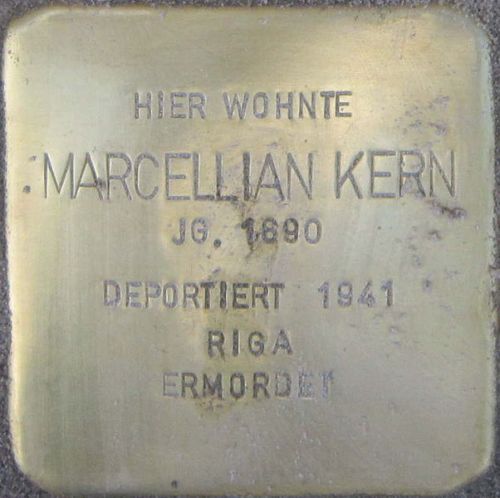 HIER WOHNTE
MARCELLIAN KERN
JG. 1890
DEPORTIERT 1941
RIGA
ERMORDET